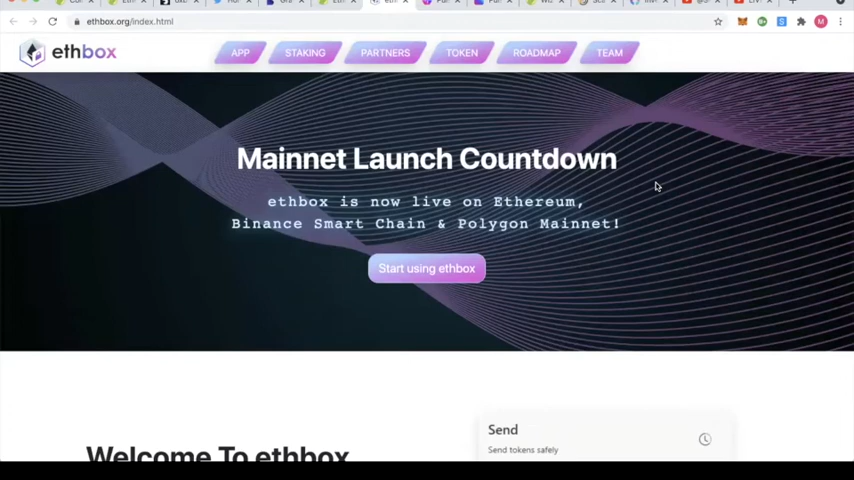 ethbox.org/index.html
ethbox
APP
STAKING
PARTNERS
TOKEN
ROADMAP
TEAM
Mainnet Launch Countdown
ethbox is now live on Ethereum,
Binance Smart Chain & Polygon Mainnet!
Start using ethbox
Send
Send tokens safely
Welcome To ethbox